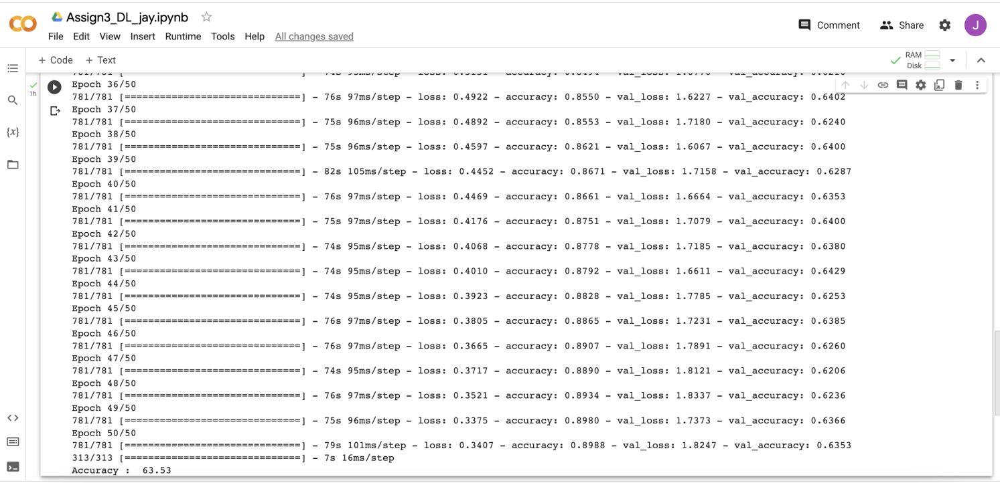 Assign3_DL_jay.ipynb
Comment Share J
File Edit View Insert Runtime Tools Help All changes saved
+ Code + Text
RAM
Disk
1h
{x}
Epoch 36/50
781/781 [==============================] - 76s 97ms/step - loss: 0.4922 - accuracy: 0.8550 - val_loss: 1.6227 - val_accuracy: 0.6402
Epoch 37/50
781/781 [==============================] - 75s 96ms/step - loss: 0.4892 - accuracy: 0.8553 - val_loss: 1.7180 - val_accuracy: 0.6240
Epoch 38/50
781/781 [==============================] - 75s 96ms/step - loss: 0.4597 - accuracy: 0.8621 - val_loss: 1.6067 - val_accuracy: 0.6400
Epoch 39/50
781/781 [==============================] - 82s 105ms/step - loss: 0.4452 - accuracy: 0.8671 - val_loss: 1.7158 - val_accuracy: 0.6287
Epoch 40/50
781/781 [==============================] - 76s 97ms/step - loss: 0.4469 - accuracy: 0.8661 - val_loss: 1.6664 - val_accuracy: 0.6353
Epoch 41/50
781/781 [==============================] - 75s 97ms/step - loss: 0.4176 - accuracy: 0.8751 - val_loss: 1.7079 - val_accuracy: 0.6400
Epoch 42/50
781/781 [==============================] - 74s 95ms/step - loss: 0.4068 - accuracy: 0.8778 - val_loss: 1.7185 - val_accuracy: 0.6380
Epoch 43/50
781/781 [==============================] - 74s 95ms/step - loss: 0.4010 - accuracy: 0.8792 - val_loss: 1.6611 - val_accuracy: 0.6429
Epoch 44/50
781/781 [==============================] - 74s 95ms/step - loss: 0.3923 - accuracy: 0.8828 - val_loss: 1.7785 - val_accuracy: 0.6253
Epoch 45/50
781/781 [==============================] - 76s 97ms/step - loss: 0.3805 - accuracy: 0.8865 - val_loss: 1.7231 - val_accuracy: 0.6385
Epoch 46/50
781/781 [==============================] - 76s 97ms/step - loss: 0.3665 - accuracy: 0.8907 - val_loss: 1.7891 - val_accuracy: 0.6260
Epoch 47/50
781/781 [==============================] - 74s 95ms/step - loss: 0.3717 - accuracy: 0.8890 - val_loss: 1.8121 - val_accuracy: 0.6206
Epoch 48/50
781/781 [==============================] - 76s 97ms/step - loss: 0.3521 - accuracy: 0.8934 - val_loss: 1.8337 - val_accuracy: 0.6236
Epoch 49/50
781/781 [==============================] - 75s 96ms/step - loss: 0.3375 - accuracy: 0.8980 - val_loss: 1.7373 - val_accuracy: 0.6366
Epoch 50/50
781/781 [==============================] - 79s 101ms/step - loss: 0.3407 - accuracy: 0.8988 - val_loss: 1.8247 - val_accuracy: 0.6353
313/313 [==============================] - 7s 16ms/step
Accuracy :  63.53